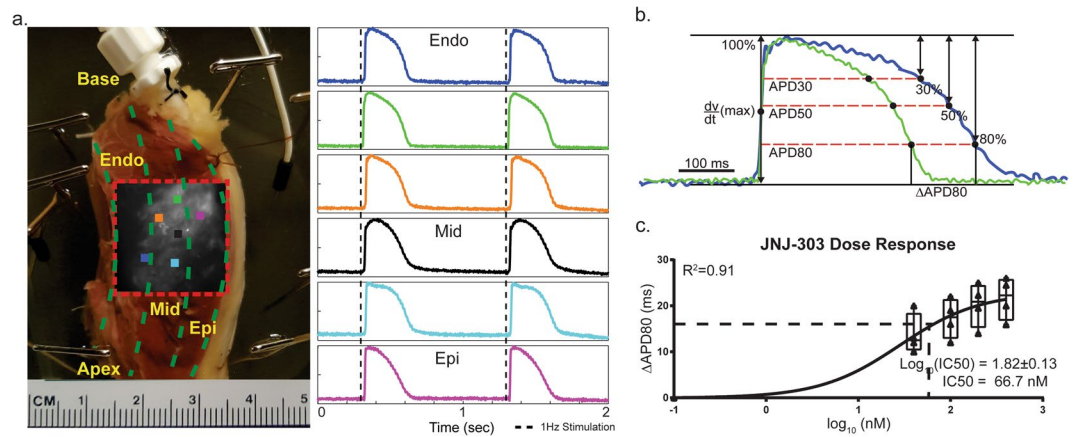 a.
Base
Endo
Mid
Epi
Apex
CM 1 2 3 4 5
Endo
Mid
Epi
0 1 2
Time (sec)
1Hz Stimulation
b.
100%
APD30
30%
dv/dt(max)
APD50
50%
APD80
80%
100 ms
ΔAPD80
c.
JNJ-303 Dose Response
R²=0.91
30
20
10
0
ΔAPD80 (ms)
-1 0 1 2 3
log₁₀ (nM)
Log (IC50) = 1.82±0.13
IC50 = 66.7 nM